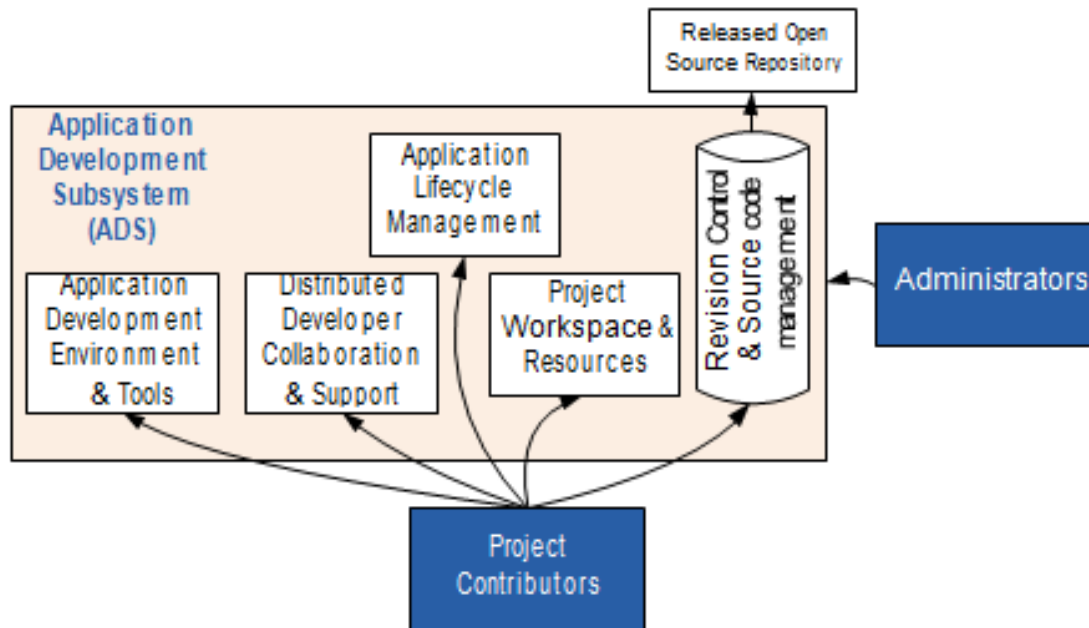 Released Open
Source Repository
Application
Development
Subsystem
(ADS)
Application
Lifecycle
Management
Revision Control
& Source code
management
Administrators
Application
Development
Environment
& Tools
Distributed
Developer
Collaboration
& Support
Project
Workspace &
Resources
Project
Contributors